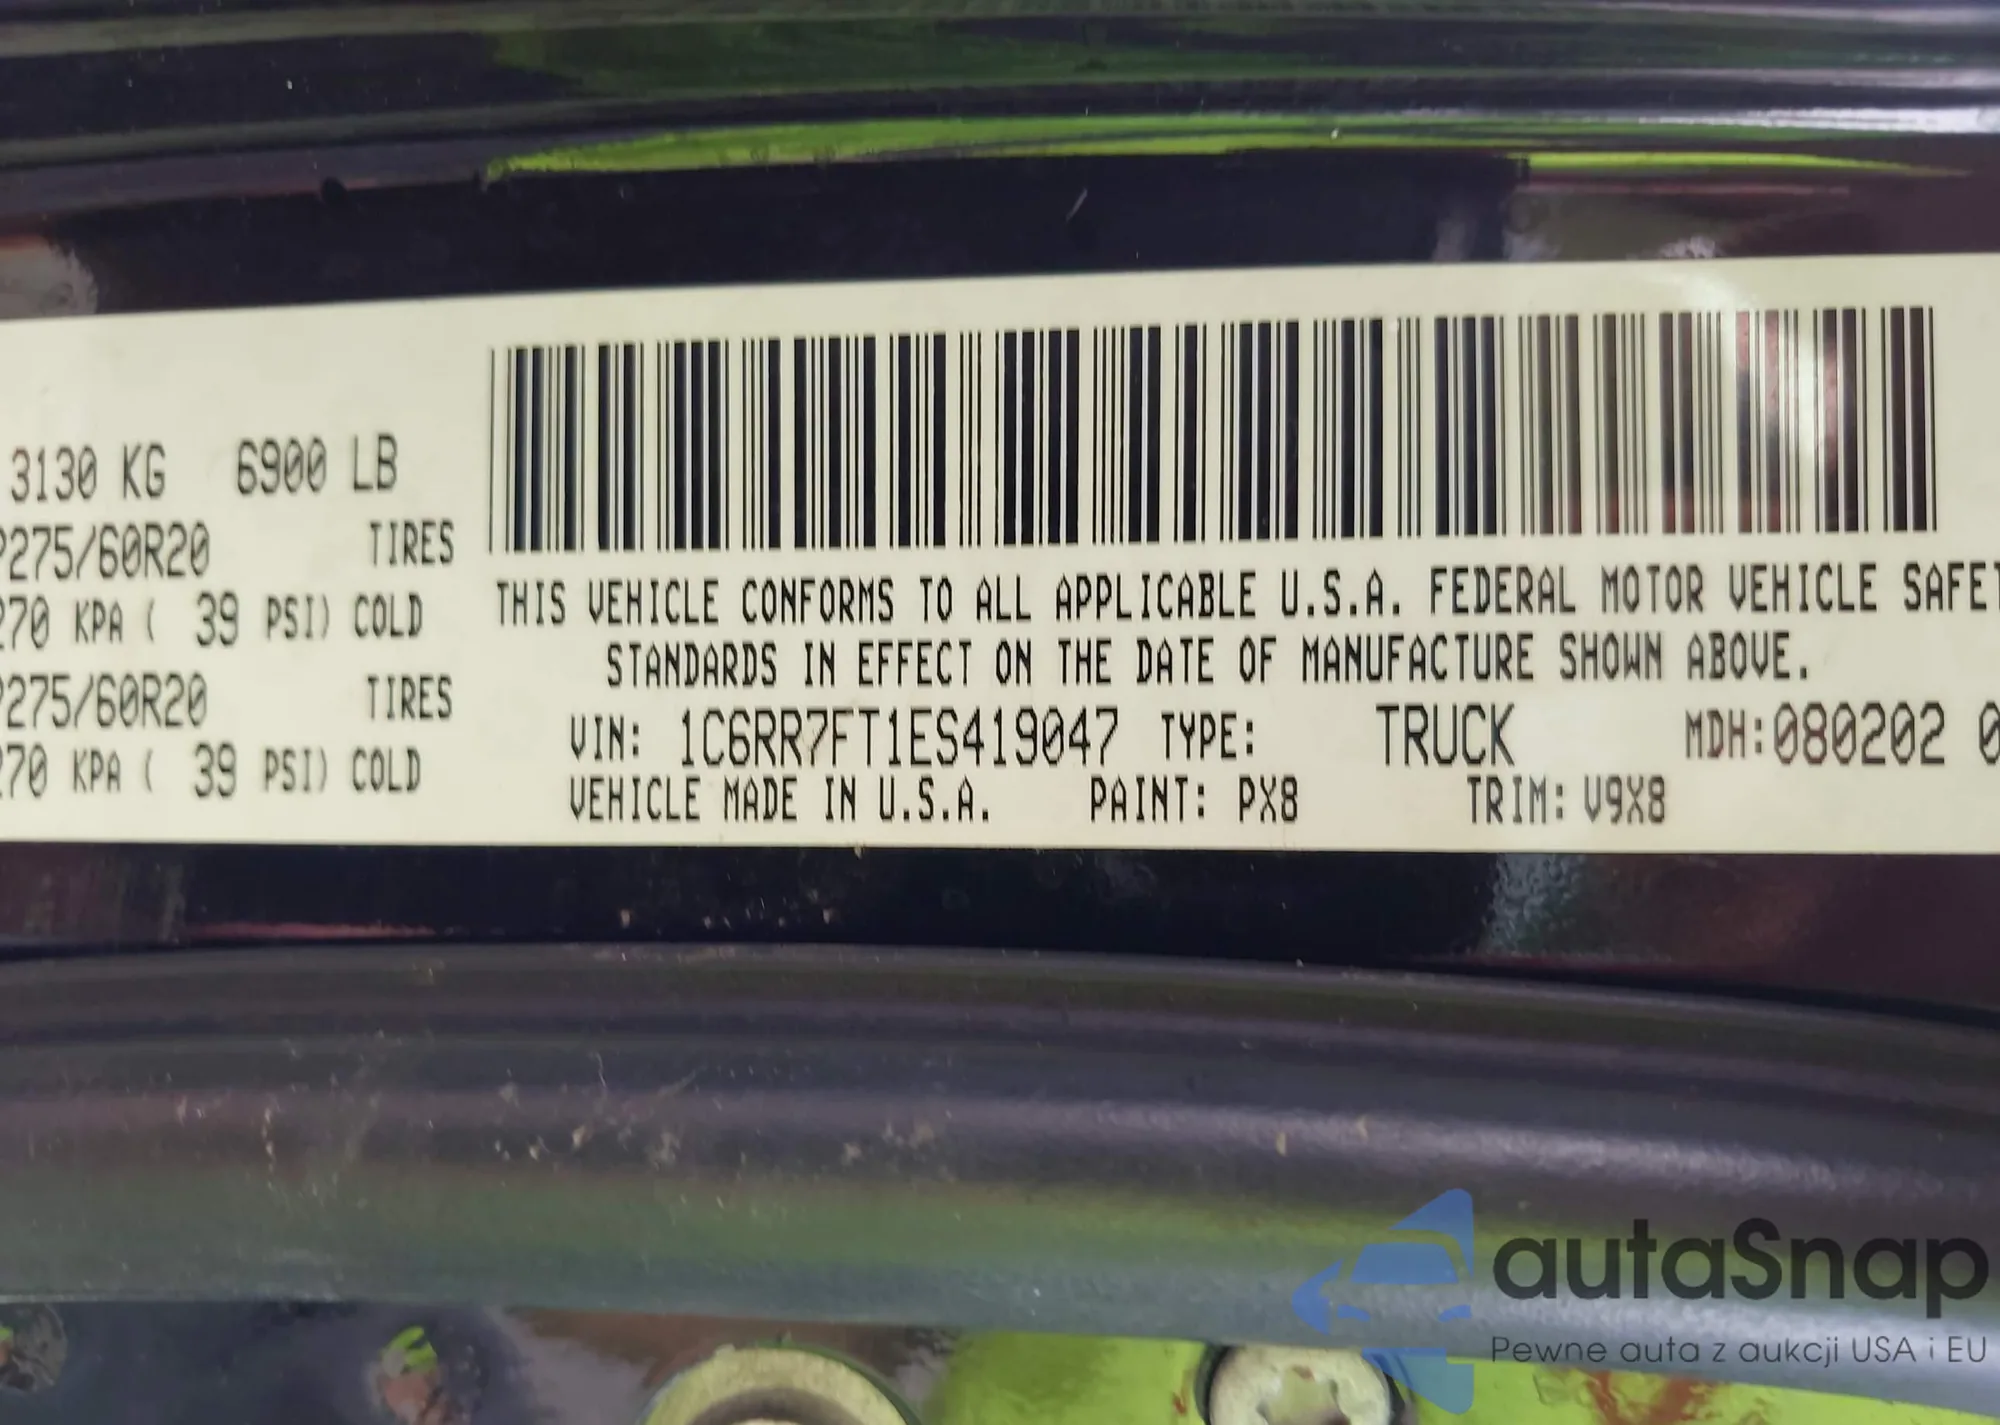 3130 KG 6900 LB
P275/60R20 TIRES
270 KPA ( 39 PSI) COLD
P275/60R20 TIRES
270 KPA ( 39 PSI) COLD
THIS VEHICLE CONFORMS TO ALL APPLICABLE U.S.A. FEDERAL MOTOR VEHICLE SAFET
STANDARDS IN EFFECT ON THE DATE OF MANUFACTURE SHOWN ABOVE.
VIN: 1C6RR7FT1ES419047 TYPE: TRUCK MDH:080202 0
VEHICLE MADE IN U.S.A. PAINT: PX8 TRIM: V9X8
autaSnap
Pewne auta z aukcji USA i EU